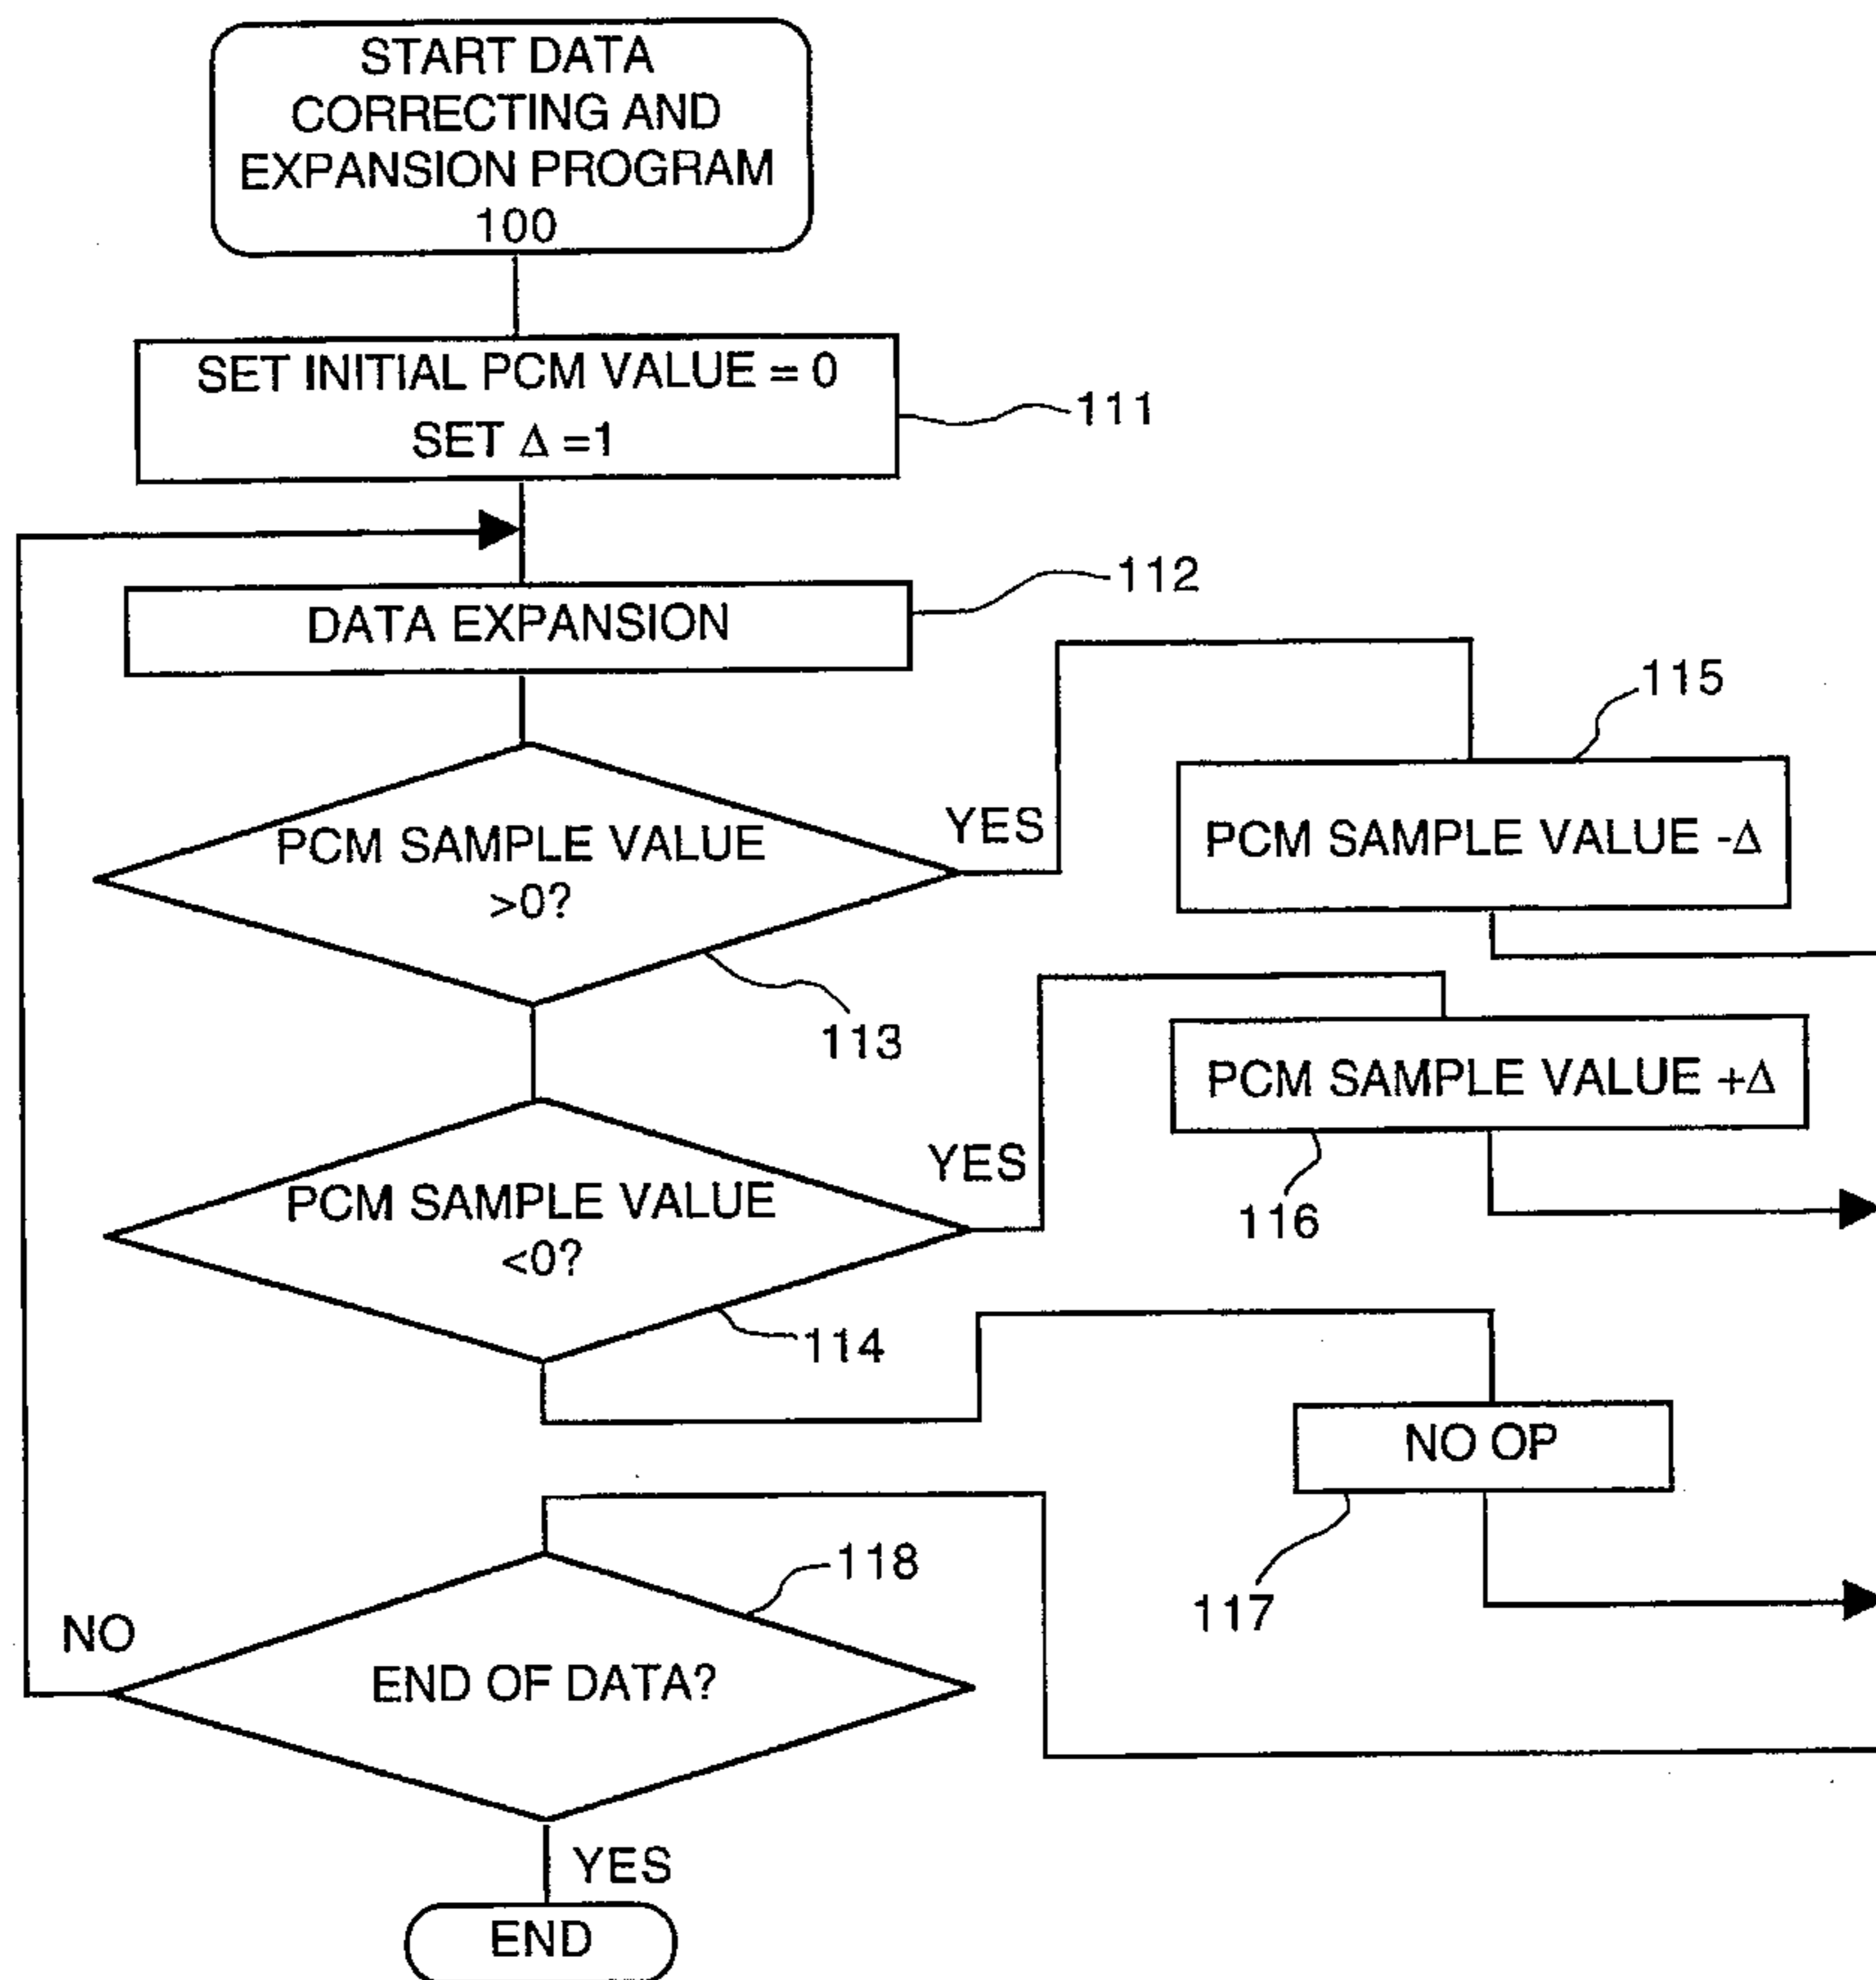 START DATA
CORRECTING AND
EXPANSION PROGRAM
100
SET INITIAL PCM VALUE = 0
SET Δ =1
111
DATA EXPANSION
112
PCM SAMPLE VALUE
>0?
YES
113
PCM SAMPLE VALUE -Δ
115
PCM SAMPLE VALUE
<0?
YES
114
PCM SAMPLE VALUE +Δ
116
NO OP
117
END OF DATA?
118
NO
YES
END